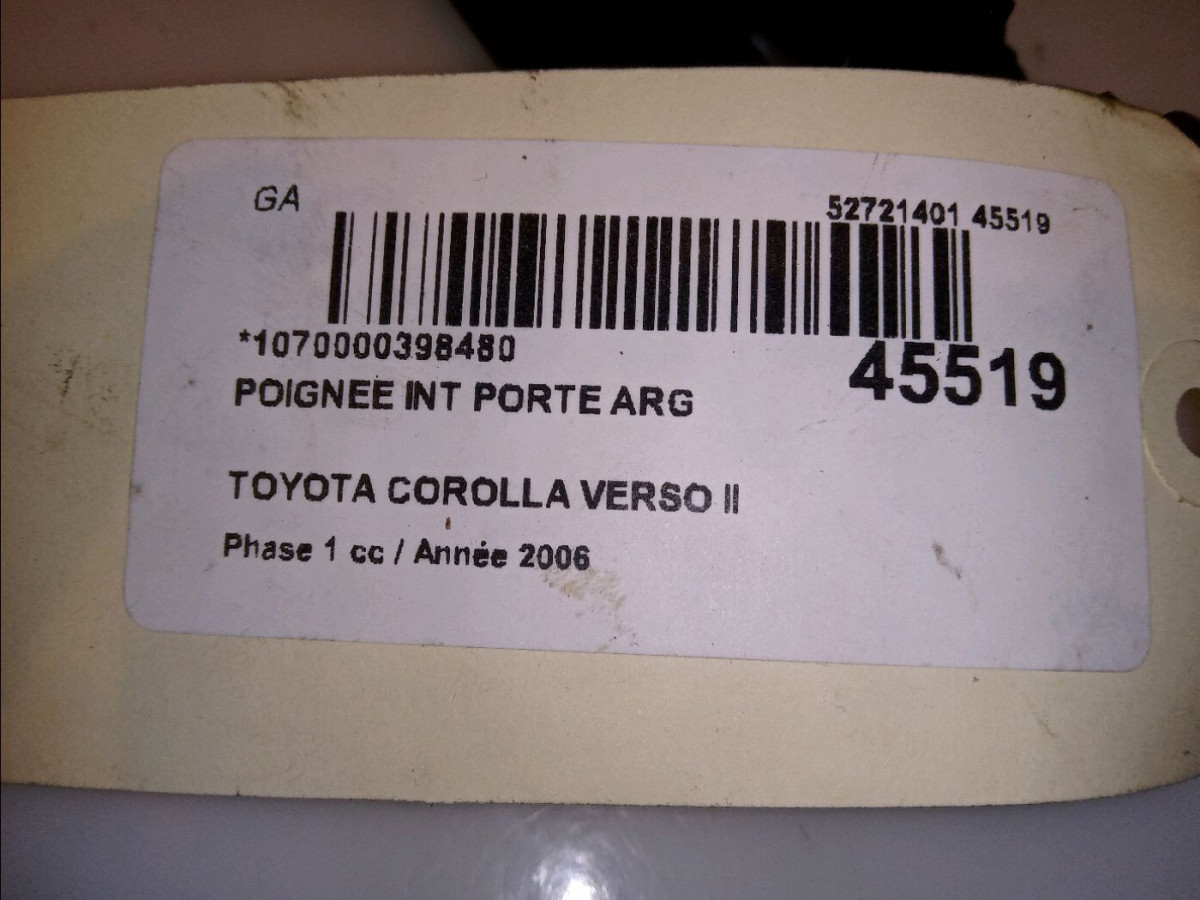 GA
52721401 45519
*1070000398480
45519
POIGNEE INT PORTE ARG
TOYOTA COROLLA VERSO II
Phase 1 cc / Année 2006